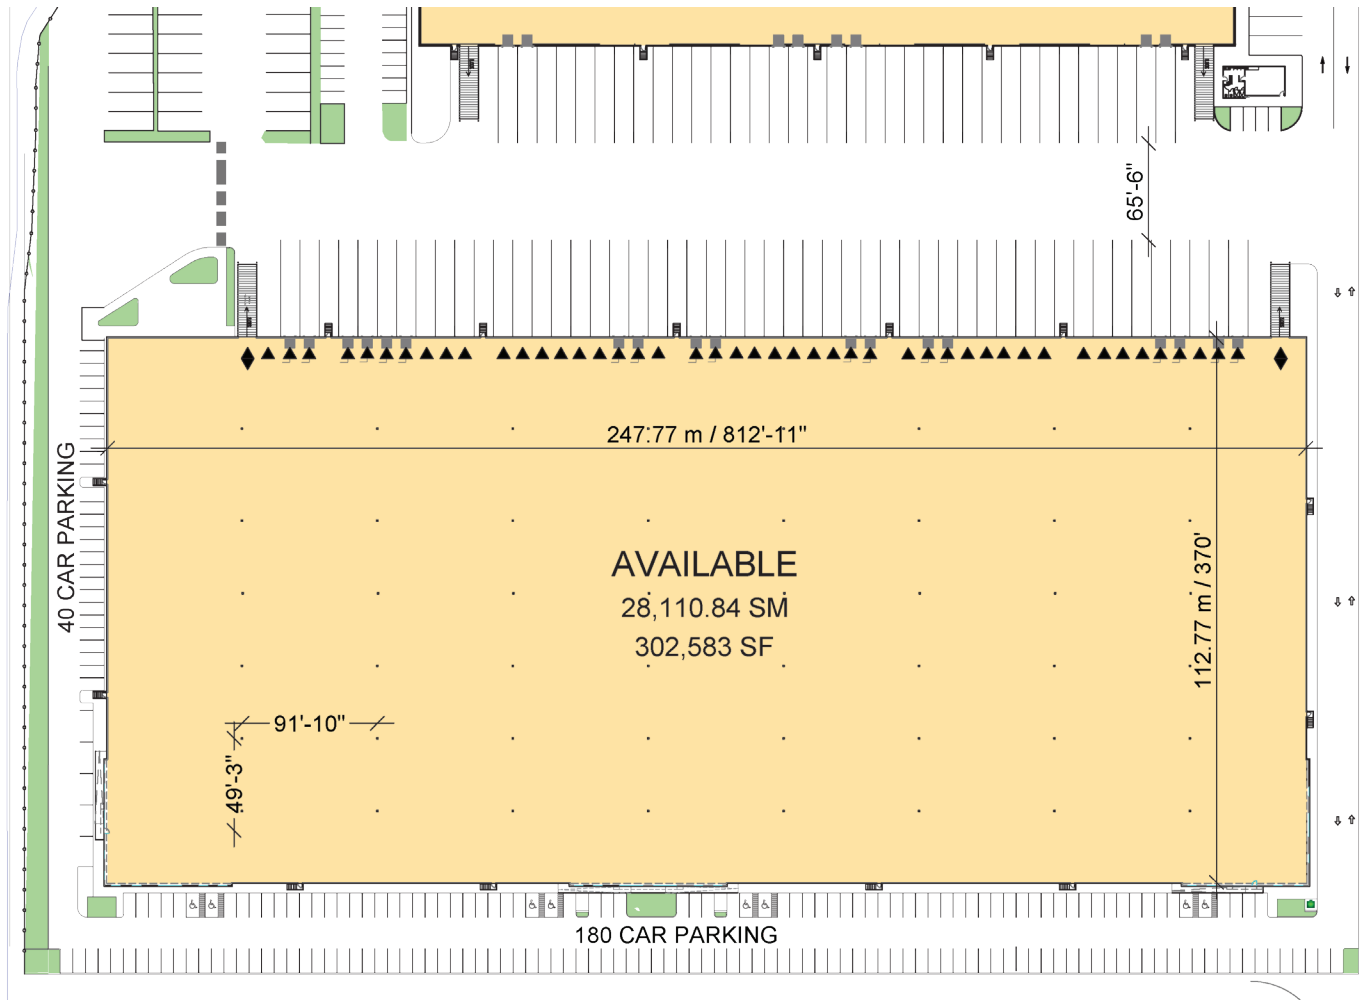 65'-6"
247.77 m / 812'-11"
40 CAR PARKING
AVAILABLE
28,110.84 SM
302,583 SF
112.77 m / 370'
91'-10"
49'-3"
180 CAR PARKING